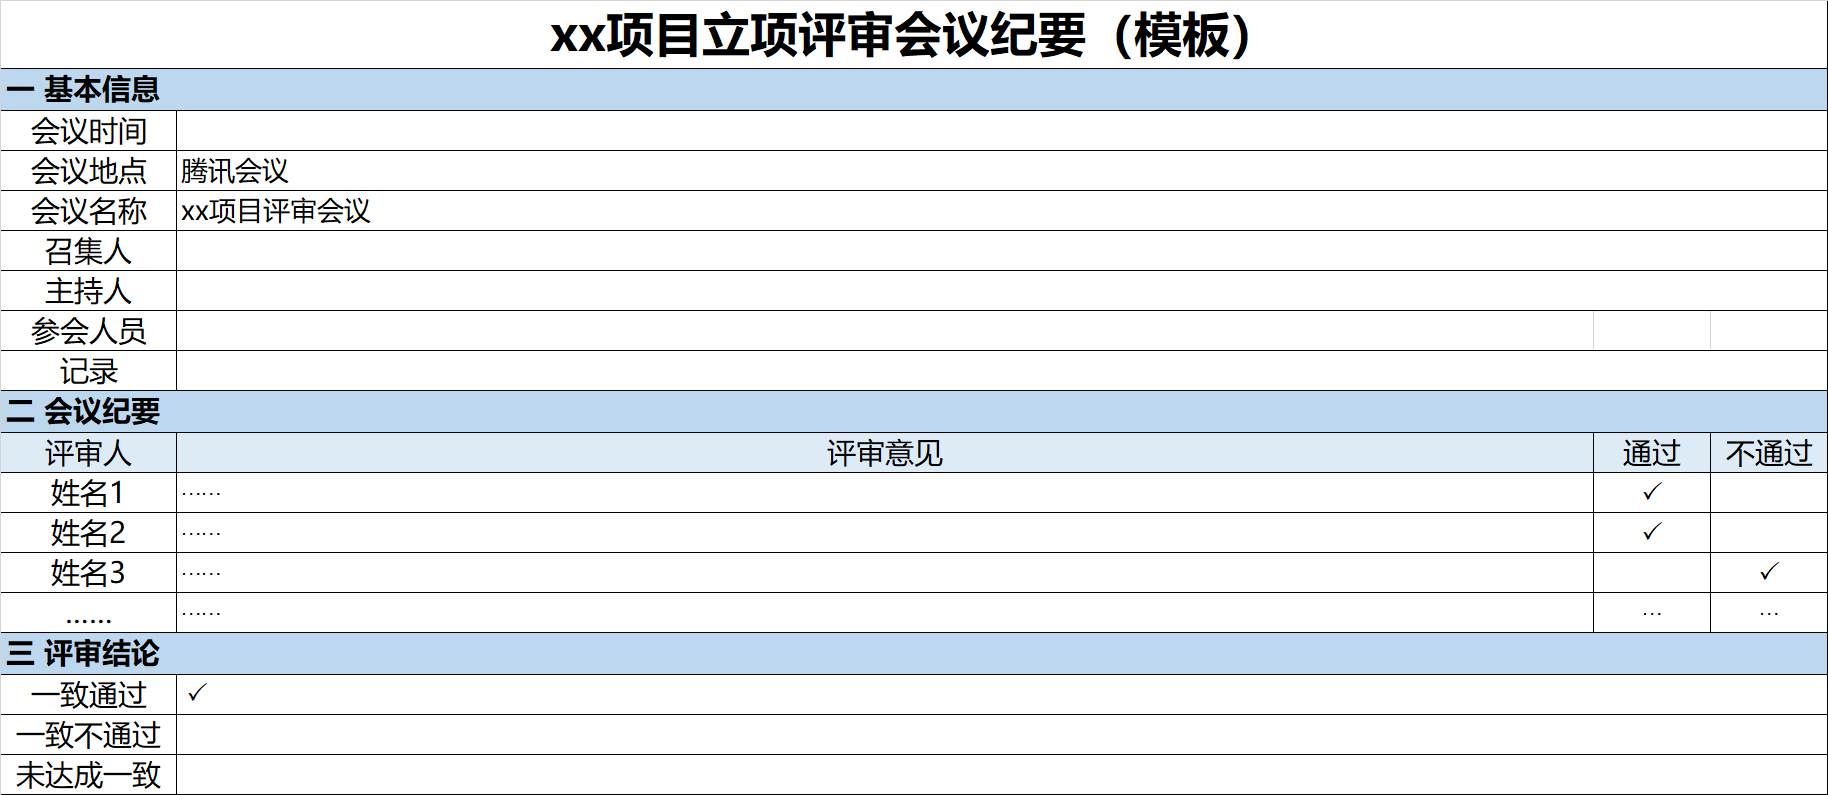 xx项目立项评审会议纪要（模板）
一 基本信息
会议时间
会议地点 腾讯会议
会议名称 xx项目评审会议
召集人
主持人
参会人员
记录
二 会议纪要
评审人 评审意见 通过 不通过
姓名1 …… ✓
姓名2 …… ✓
姓名3 …… ✓
…… …… … …
三 评审结论
一致通过 ✓
一致不通过
未达成一致